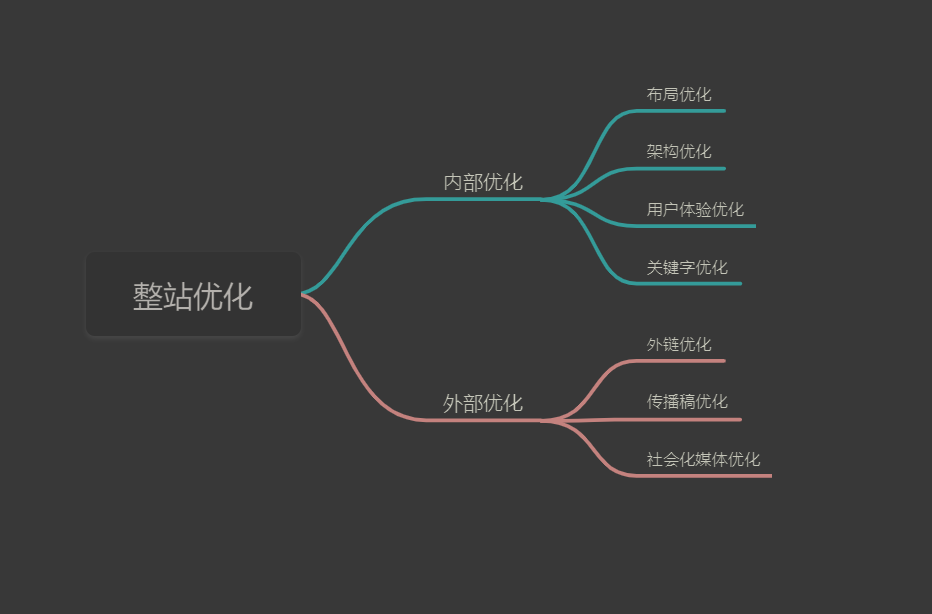 整站优化
内部优化
布局优化
架构优化
用户体验优化
关键字优化
外部优化
外链优化
传播稿优化
社会化媒体优化